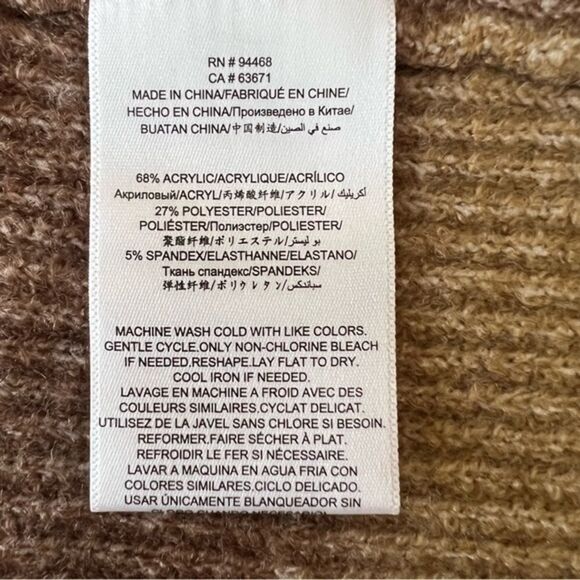 RN # 94468
CA # 63671
MADE IN CHINA/FABRIQUÉ EN CHINE/
HECHO EN CHINA/Произведено в Китае/
BUATAN CHINA/中国制造/صنع في الصين/
68% ACRYLIC/ACRYLIQUE/ACRÍLICO
Акриловый/ACRYL/丙烯酸纤维/アクリル/أكريليك/
27% POLYESTER/POLIESTER/
POLIÉSTER/Полиэстер/POLIESTER/
聚酯纤维/ポリエステル/بو ليستر/
5% SPANDEX/ELASTHANNE/ELASTANO/
Ткань спандекс/SPANDEKS/
弹性纤维/ポリウレタン/سباندكس/
MACHINE WASH COLD WITH LIKE COLORS.
GENTLE CYCLE.ONLY NON-CHLORINE BLEACH
IF NEEDED.RESHAPE.LAY FLAT TO DRY.
COOL IRON IF NEEDED.
LAVAGE EN MACHINE A FROID AVEC DES
COULEURS SIMILAIRES.CYCLAT DELICAT.
UTILISEZ DE LA JAVEL SANS CHLORE SI BESOIN.
REFORMER.FAIRE SÉCHER À PLAT.
REFROIDIR LE FER SI NÉCESSAIRE.
LAVAR A MAQUINA EN AGUA FRIA CON
COLORES SIMILARES.CICLO DELICADO.
USAR ÚNICAMENTE BLANQUEADOR SIN
CLORO CUANDO NECESARIO!